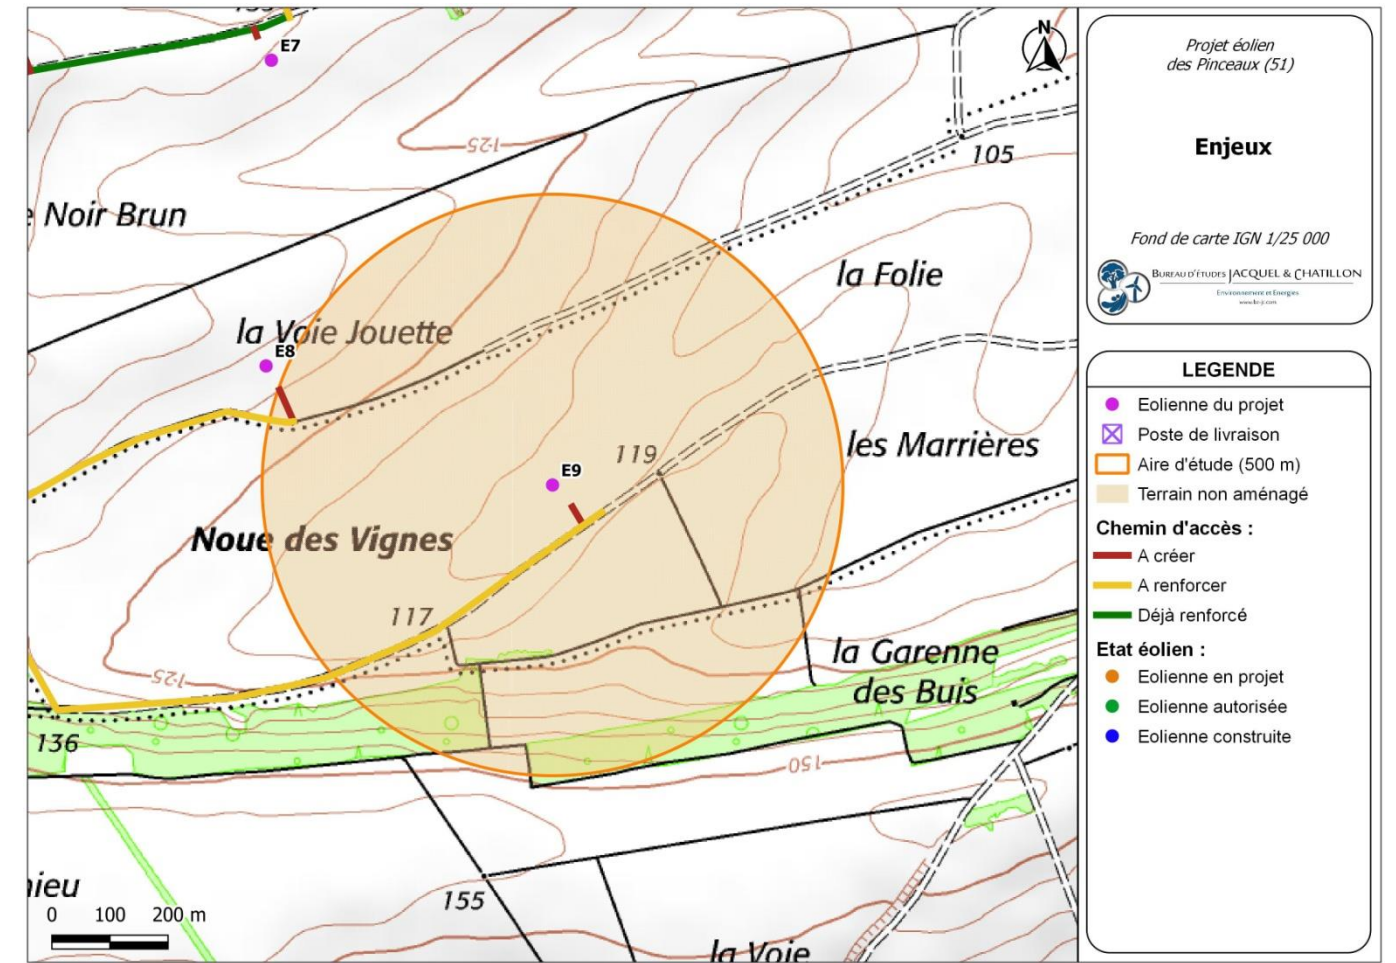 E7
N
125
105
e Noir Brun
la Folie
la Voie Jouette
E8
119
les Marrières
E9
Noue des Vignes
117
125
la Garenne
des Buis
136
150
hieu
155
la Voie
0 100 200 m
Projet éolien
des Pinceaux (51)
Enjeux
Fond de carte IGN 1/25 000
BUREAU D'ÉTUDES JACQUEL & CHATILLON
Environnement et Energies
LEGENDE
Eolienne du projet
Poste de livraison
Aire d'étude (500 m)
Terrain non aménagé
Chemin d'accès :
A créer
A renforcer
Déjà renforcé
Etat éolien :
Eolienne en projet
Eolienne autorisée
Eolienne construite